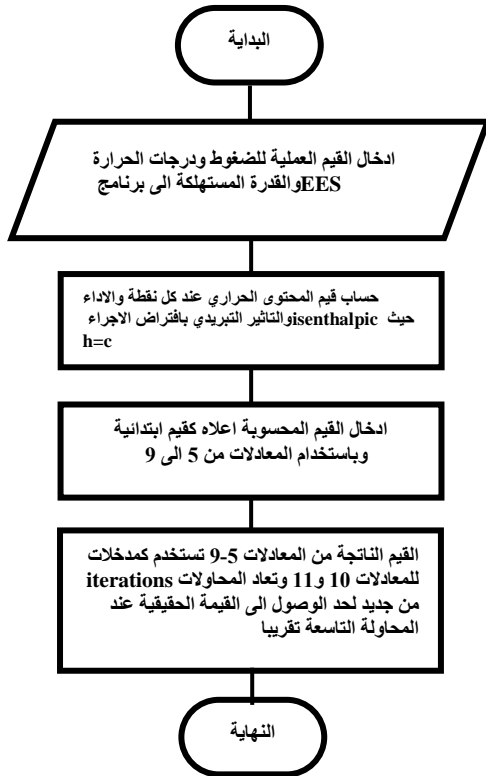 البداية
ادخال القيم العملية للضغوط ودرجات الحرارة
والقدرة المستهلكة الى برنامج EES
حساب قيم المحتوى الحراري عند كل نقطة والاداء
والتاثير التبريدي بافتراض الاجراء isenthalpic حيث
h=c
ادخال القيم المحسوبة اعلاه كقيم ابتدائية
وباستخدام المعادلات من 5 الى 9
القيم الناتجة من المعادلات 5-9 تستخدم كمدخلات
للمعادلات 10 و11 وتعاد المحاولات iterations
من جديد لحد الوصول الى القيمة الحقيقية عند
المحاولة التاسعة تقريبا
النهاية